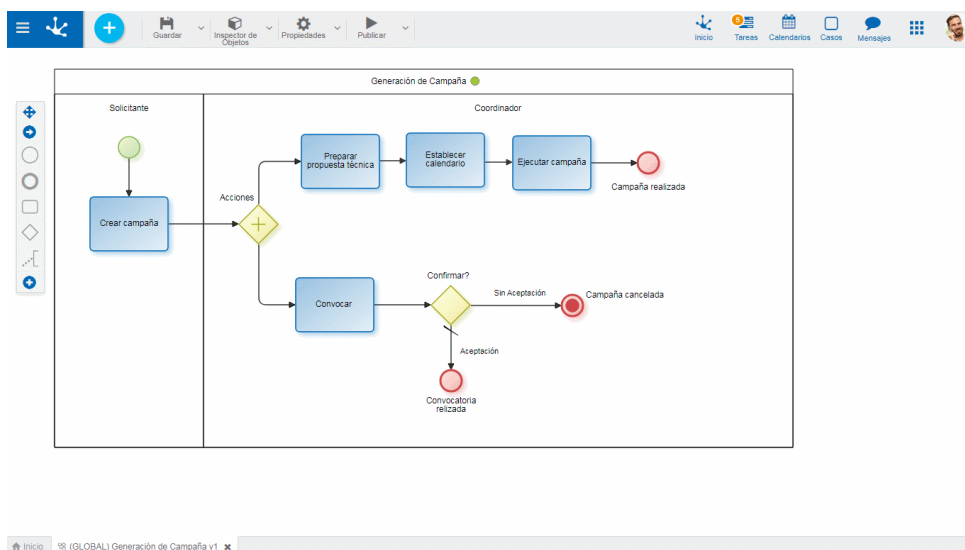 Guardar
Inspector de
Objetos
Propiedades
Publicar
Inicio
5
Tareas
Calendarios
Casos
Mensajes
Generación de Campaña
Solicitante
Coordinador
Preparar
propuesta técnica
Establecer
calendario
Ejecutar campaña
Campaña realizada
Acciones
Crear campaña
Confirmar?
Convocar
Sin Aceptación
Campaña cancelada
Aceptación
Convocatoria
relizada
Inicio
(GLOBAL) Generación de Campaña v1